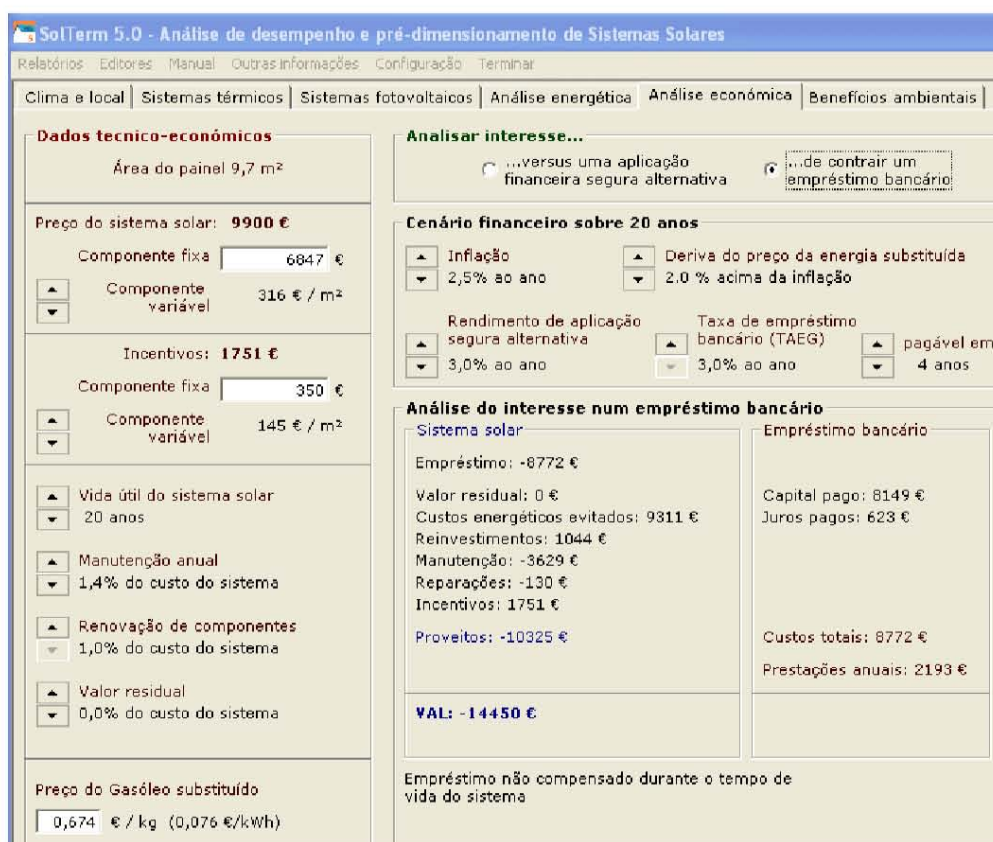 SolTerm 5.0 - Análise de desempenho e pré-dimensionamento de Sistemas Solares
Relatórios Editores Manual Outras informações Configuração Terminar
Clima e local Sistemas térmicos Sistemas fotovoltaicos Análise energética Análise económica Benefícios ambientais
Dados tecnico-económicos
Área do painel 9,7 m²
Preço do sistema solar: 9900 €
Componente fixa 6847 €
Componente variável 316 € / m²
Incentivos: 1751 €
Componente fixa 350 €
Componente variável 145 € / m²
Vida útil do sistema solar
20 anos
Manutenção anual
1,4% do custo do sistema
Renovação de componentes
1,0% do custo do sistema
Valor residual
0,0% do custo do sistema
Preço do Gasóleo substituído
0,674 € / kg (0,076 €/kWh)
Analisar interesse...
...versus uma aplicação
financeira segura alternativa
...de contrair um
empréstimo bancário
Cenário financeiro sobre 20 anos
Inflação
2,5% ao ano
Deriva do preço da energia substituída
2.0 % acima da inflação
Rendimento de aplicação
segura alternativa
3,0% ao ano
Taxa de empréstimo
bancário (TAEG)
3,0% ao ano
pagável em
4 anos
Análise do interesse num empréstimo bancário
Sistema solar
Empréstimo: -8772 €
Valor residual: 0 €
Custos energéticos evitados: 9311 €
Reinvestimentos: 1044 €
Manutenção: -3629 €
Reparações: -130 €
Incentivos: 1751 €
Proveitos: -10325 €
VAL: -14450 €
Empréstimo bancário
Capital pago: 8149 €
Juros pagos: 623 €
Custos totais: 8772 €
Prestações anuais: 2193 €
Empréstimo não compensado durante o tempo de
vida do sistema